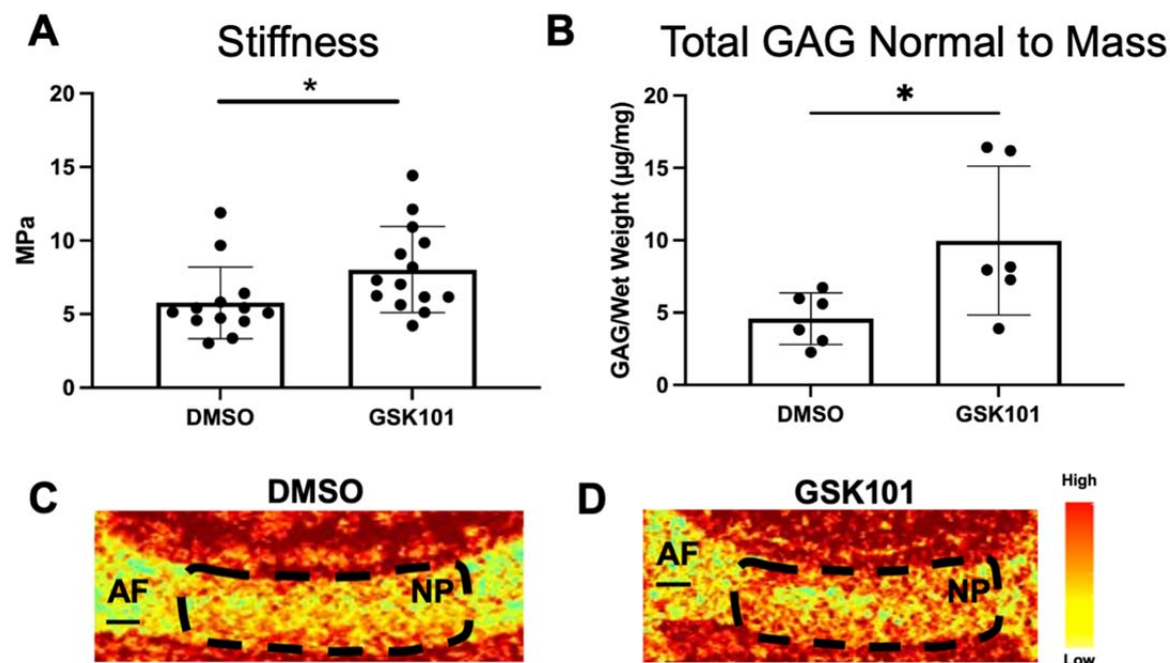 A
Stiffness
*
MPa
20
15
10
5
0
DMSO
GSK101
B
Total GAG Normal to Mass
*
GAG/Wet Weight (µg/mg)
20
15
10
5
0
DMSO
GSK101
C
DMSO
AF
NP
D
GSK101
AF
NP
High
Low